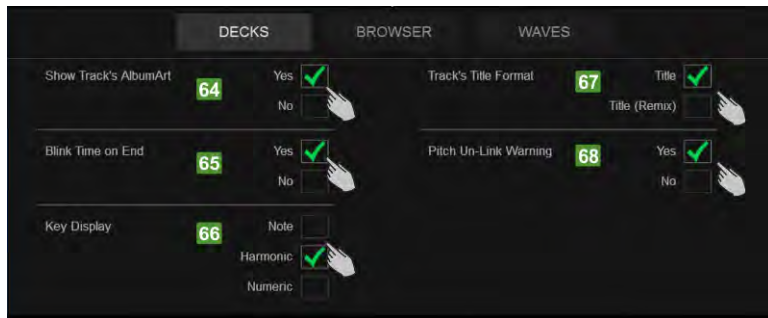 DECKS BROWSER WAVES
Show Track's AlbumArt 64 Yes
No
Track's Title Format 67 Title
Title (Remix)
Blink Time on End 65 Yes
No
Pitch Un-Link Warning 68 Yes
No
Key Display 66 Note
Harmonic
Numeric